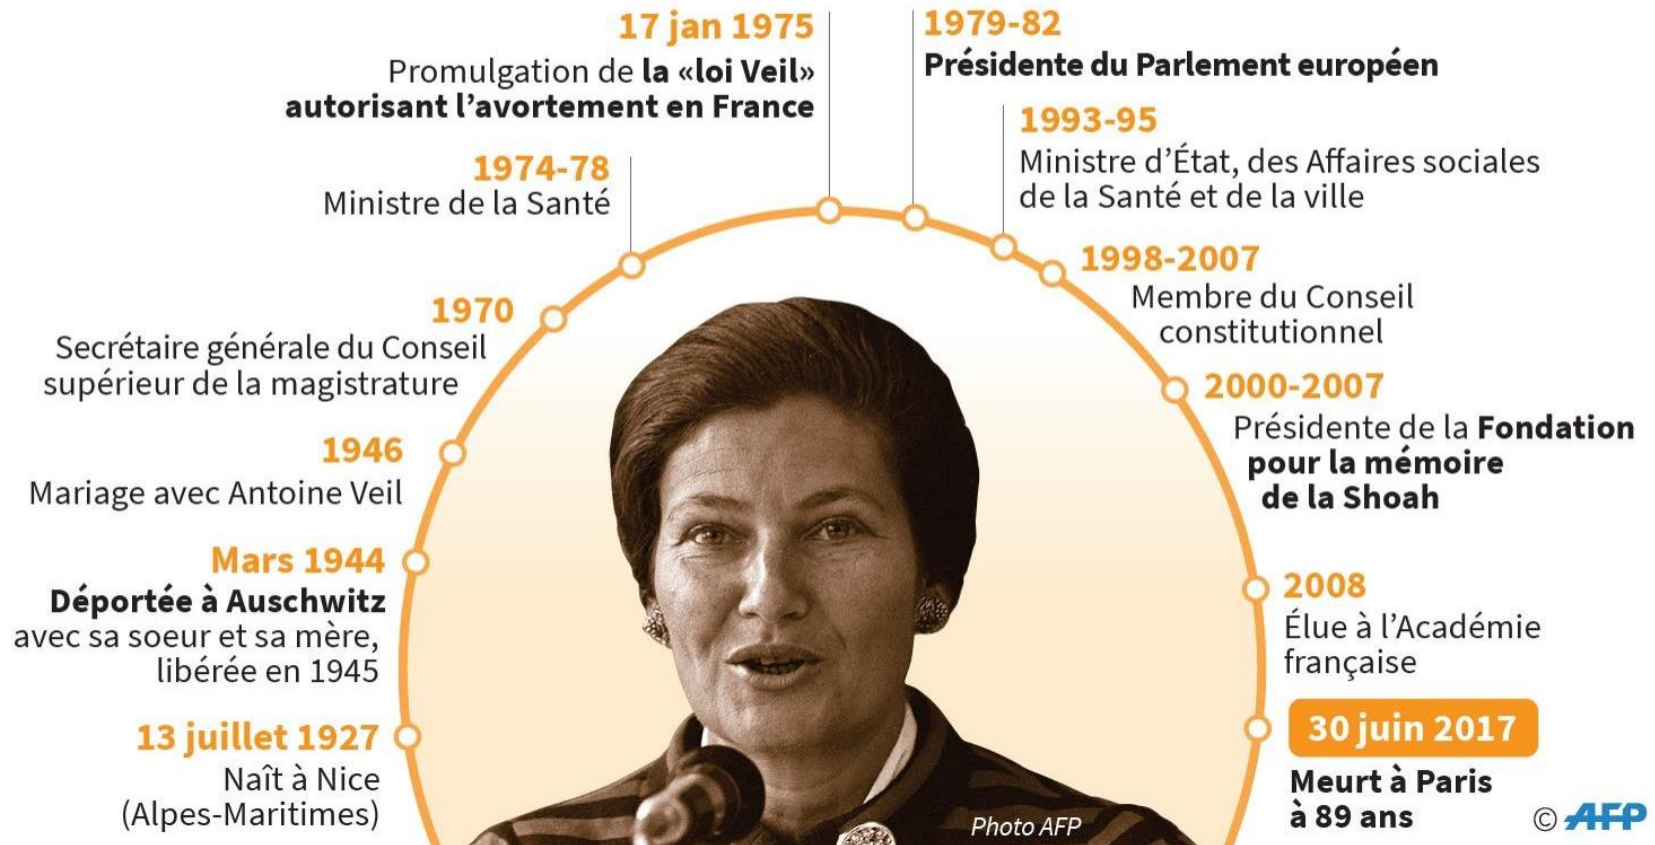 13 juillet 1927
Naît à Nice
(Alpes-Maritimes)
Mars 1944
Déportée à Auschwitz
avec sa soeur et sa mère,
libérée en 1945
1946
Mariage avec Antoine Veil
1970
Secrétaire générale du Conseil
supérieur de la magistrature
1974-78
Ministre de la Santé
17 jan 1975
Promulgation de la «loi Veil»
autorisant l’avortement en France
1979-82
Présidente du Parlement européen
1993-95
Ministre d’État, des Affaires sociales
de la Santé et de la ville
1998-2007
Membre du Conseil
constitutionnel
2000-2007
Présidente de la Fondation
pour la mémoire
de la Shoah
2008
Élue à l’Académie
française
30 juin 2017
Meurt à Paris
à 89 ans
Photo AFP
© AFP